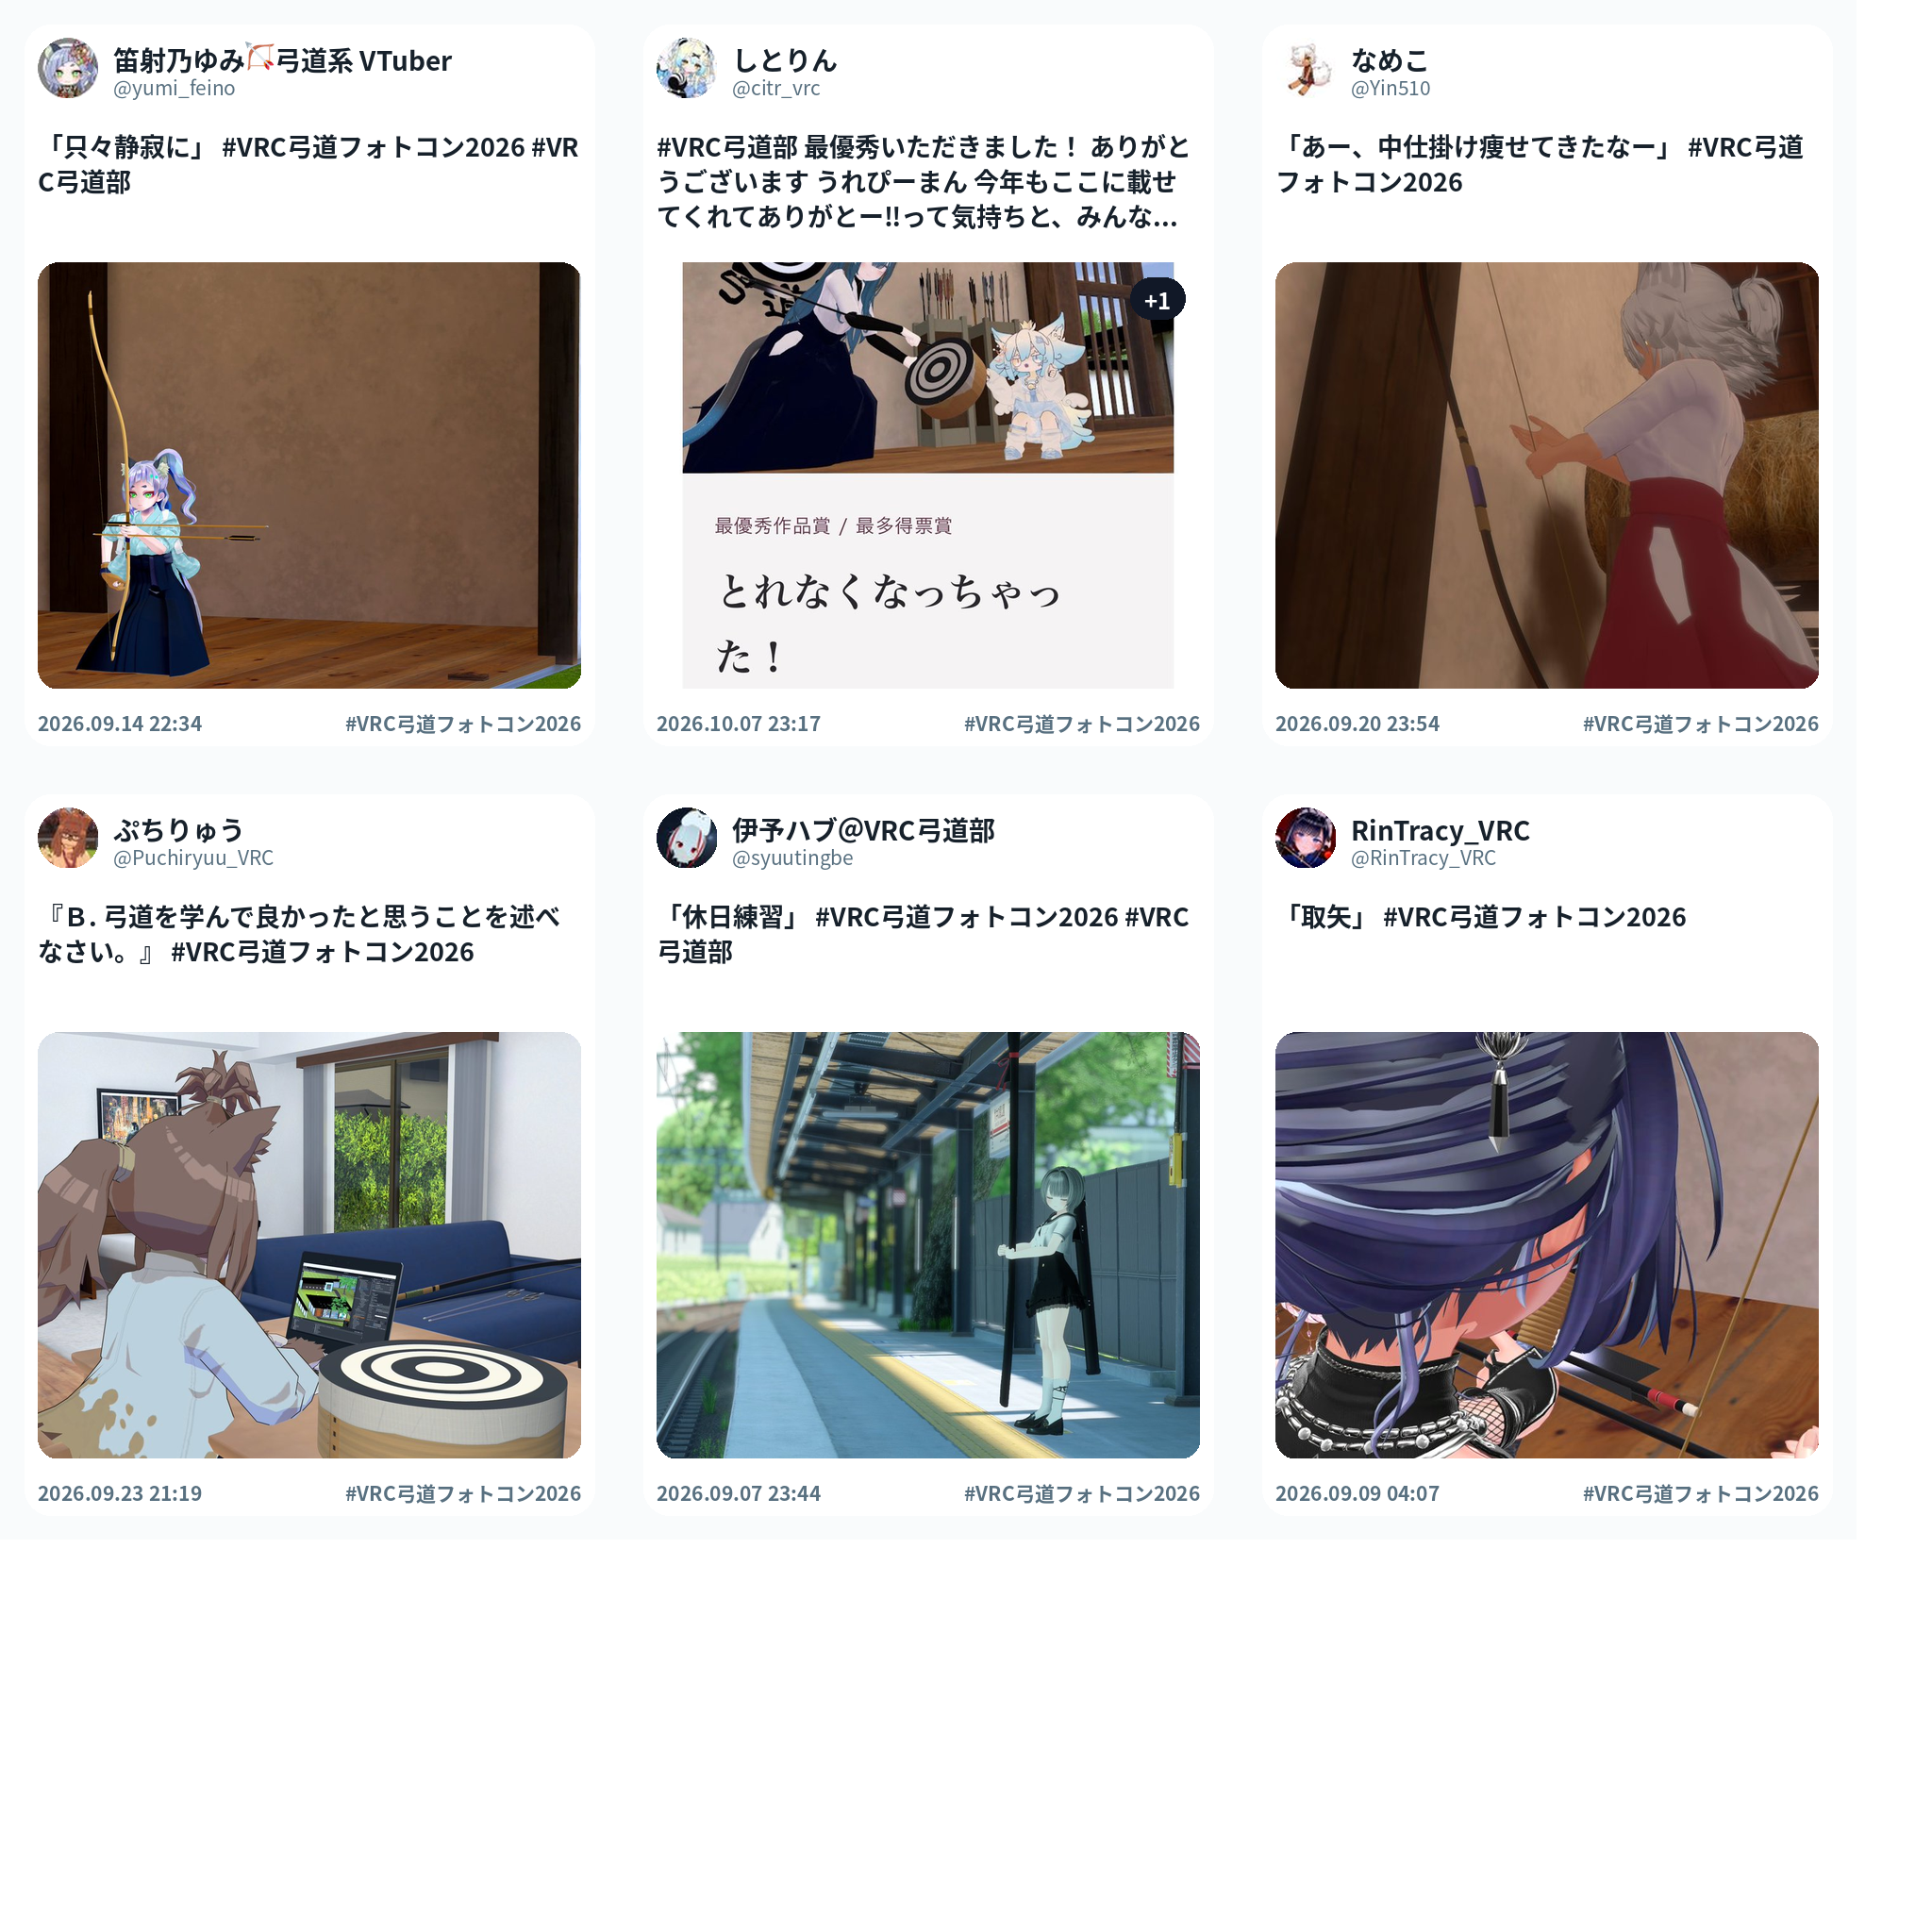 笛射乃ゆみ🏹弓道系 VTuber
@yumi_feino
「只々静寂に」 #VRC弓道フォトコン2026 #VR
C弓道部
2026.09.14 22:34
#VRC弓道フォトコン2026
しとりん
@citr_vrc
#VRC弓道部 最優秀いただきました！ ありがと
うございます うれぴーまん 今年もここに載せ
てくれてありがとー‼って気持ちと、みんな...
+1
弓道
最優秀作品賞 / 最多得票賞
とれなくなっちゃっ
た！
2026.10.07 23:17
#VRC弓道フォトコン2026
なめこ
@Yin510
「あー、中仕掛け痩せてきたなー」 #VRC弓道
フォトコン2026
2026.09.20 23:54
#VRC弓道フォトコン2026
ぷちりゅう
@Puchiryuu_VRC
『Ｂ. 弓道を学んで良かったと思うことを述べ
なさい。』 #VRC弓道フォトコン2026
2026.09.23 21:19
#VRC弓道フォトコン2026
伊予ハブ@VRC弓道部
@syuutingbe
「休日練習」 #VRC弓道フォトコン2026 #VRC
弓道部
2026.09.07 23:44
#VRC弓道フォトコン2026
RinTracy_VRC
@RinTracy_VRC
「取矢」 #VRC弓道フォトコン2026
2026.09.09 04:07
#VRC弓道フォトコン2026